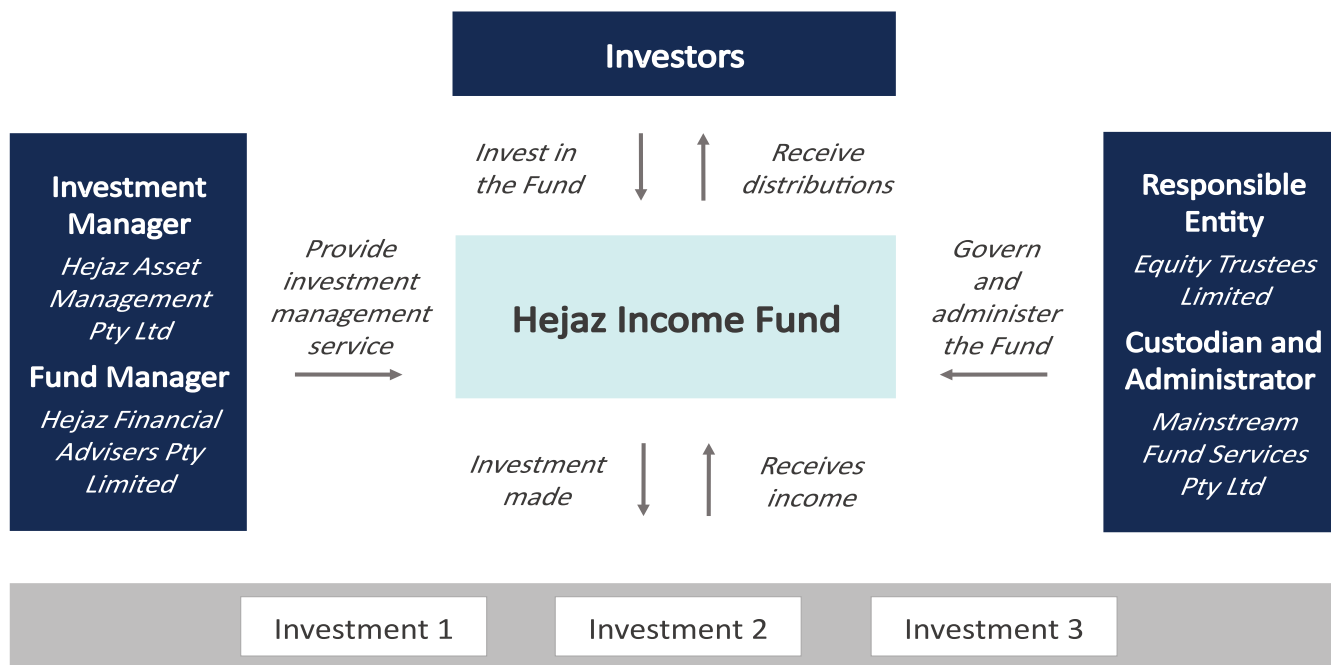 Investors
Invest in
the Fund
Receive
distributions
Investment
Manager
Hejaz Asset
Management
Pty Ltd
Fund Manager
Hejaz Financial
Advisers Pty
Limited
Provide
investment
management
service
Hejaz Income Fund
Govern
and
administer
the Fund
Responsible
Entity
Equity Trustees
Limited
Custodian and
Administrator
Mainstream
Fund Services
Pty Ltd
Investment
made
Receives
income
Investment 1
Investment 2
Investment 3